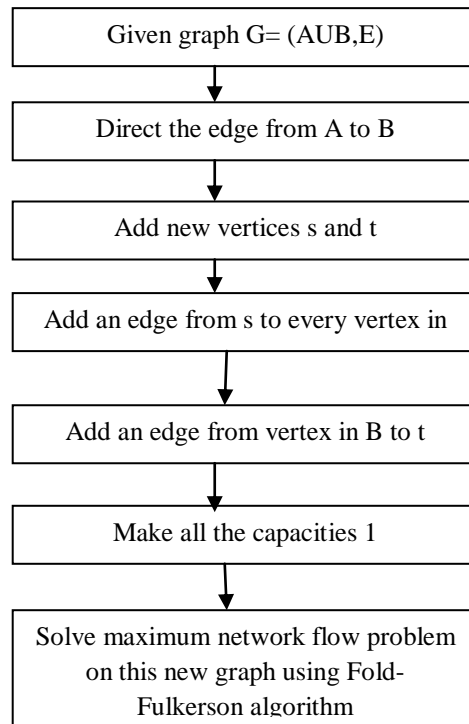 Given graph G= (AUB,E)
Direct the edge from A to B
Add new vertices s and t
Add an edge from s to every vertex in
Add an edge from vertex in B to t
Make all the capacities 1
Solve maximum network flow problem
on this new graph using Fold-
Fulkerson algorithm